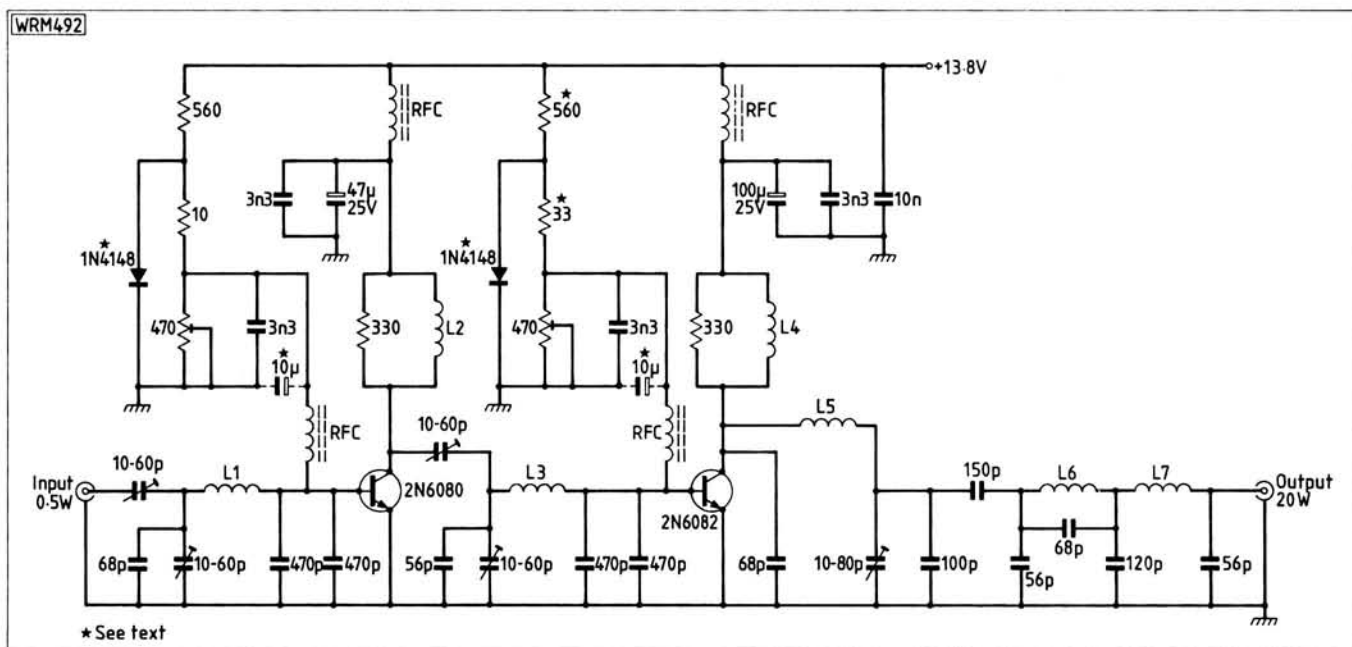 WRM492
+13.8V
560
RFC
★
560
RFC
3n3
47µ
25V
100µ
25V
3n3
10n
10
★
33
★
1N4148
★
1N4148
470
3n3
330
L2
470
3n3
330
L4
★
10µ
★
10µ
RFC
RFC
L5
Input
0.5W
10-60p
L1
2N6080
10-60p
L3
2N6082
150p
L6
L7
Output
20W
68p
10-60p
470p
470p
56p
10-60p
470p
470p
68p
10-80p
100p
56p
68p
120p
56p
★ See text